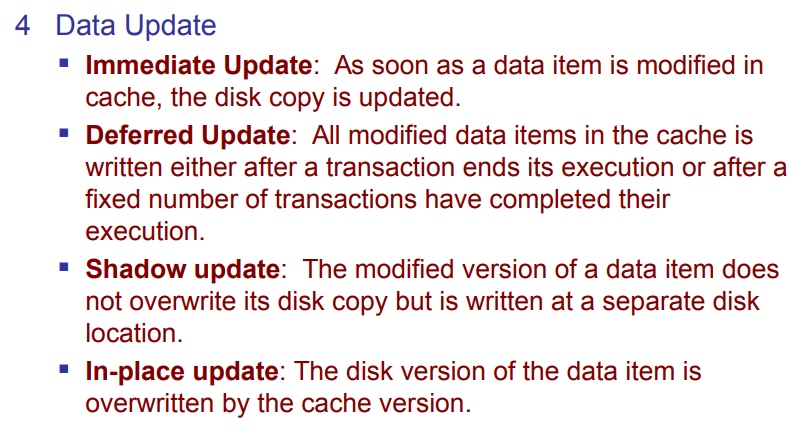 4 Data Update
▪ Immediate Update: As soon as a data item is modified in
cache, the disk copy is updated.
▪ Deferred Update: All modified data items in the cache is
written either after a transaction ends its execution or after a
fixed number of transactions have completed their
execution.
▪ Shadow update: The modified version of a data item does
not overwrite its disk copy but is written at a separate disk
location.
▪ In-place update: The disk version of the data item is
overwritten by the cache version.